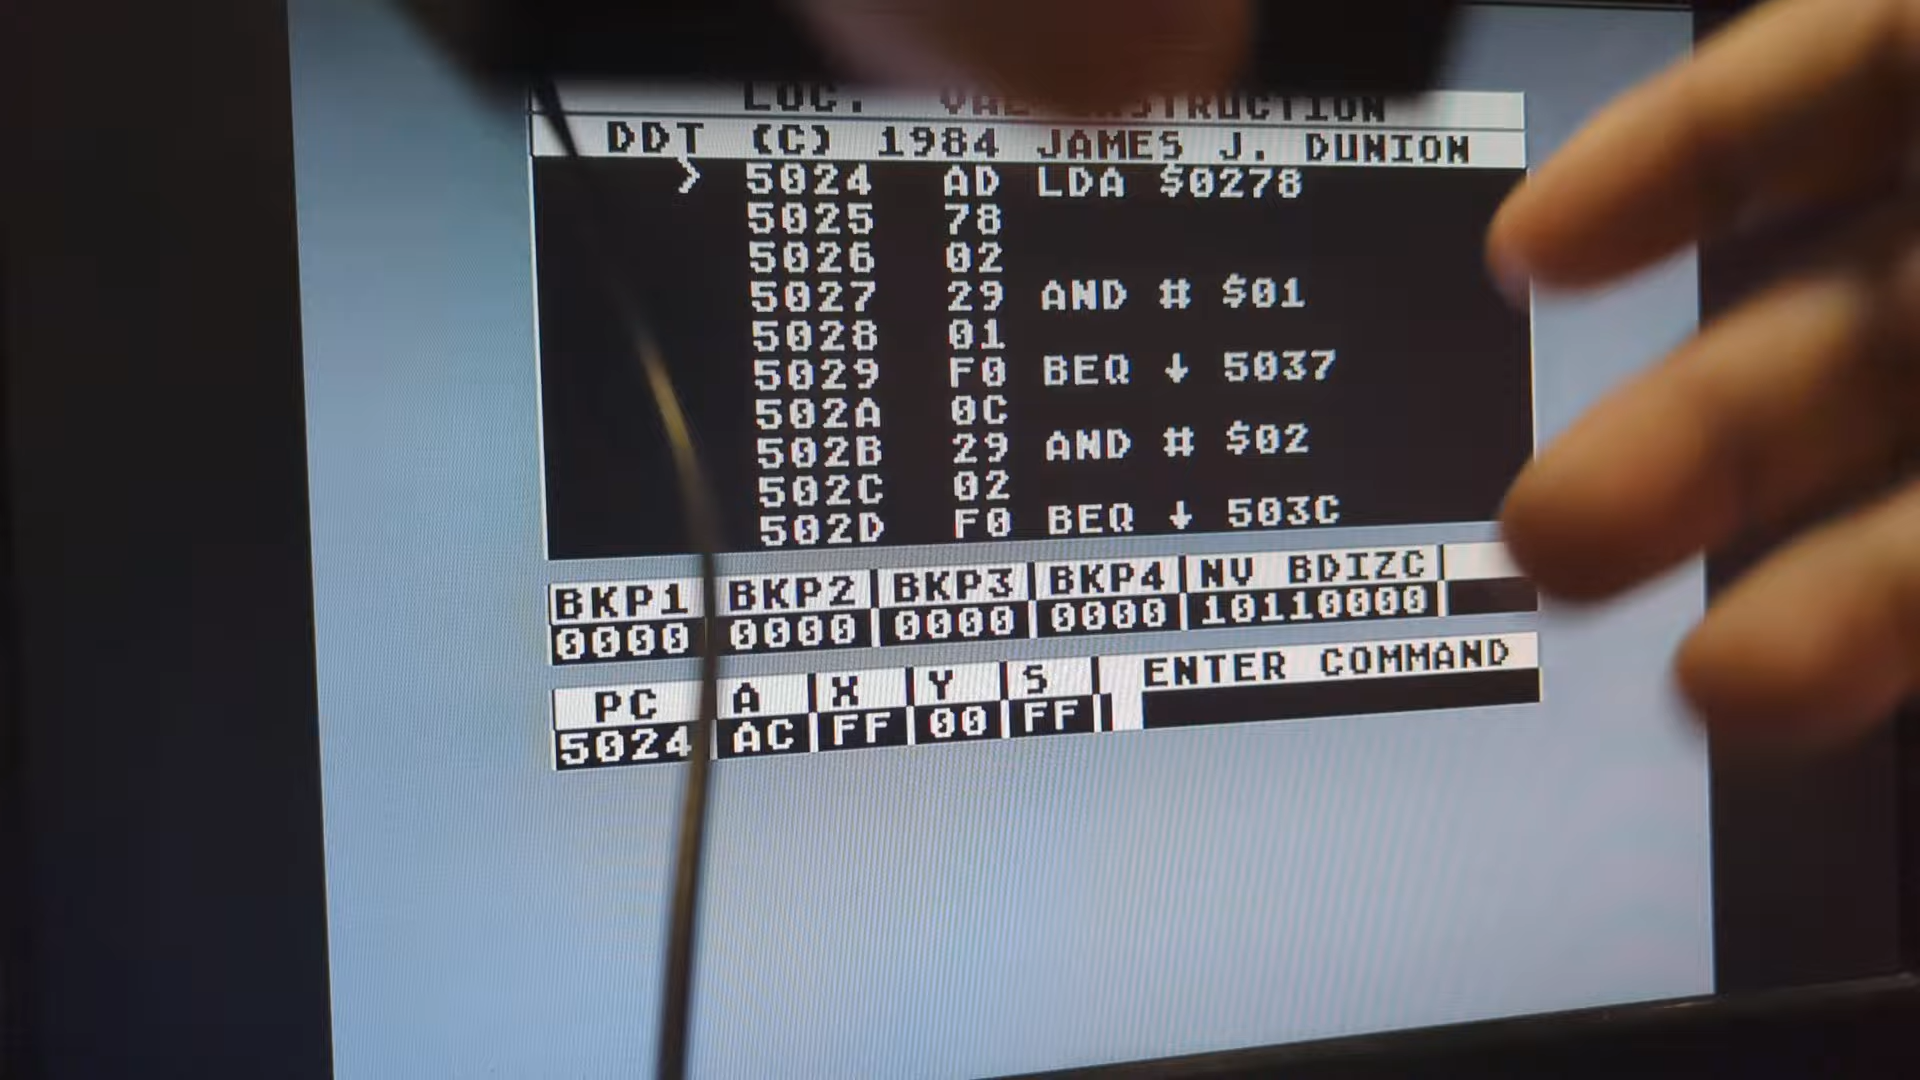 LOC. INSTRUCTION
DDT (C) 1984 JAMES J. DUNION
> 5024 AD LDA $0278
5025 78
5026 02
5027 29 AND # $01
5028 01
5029 F0 BEQ ↓ 5037
502A 0C
502B 29 AND # $02
502C 02
502D F0 BEQ ↓ 503C
BKP1 BKP2 BKP3 BKP4 NV BDIZC
0000 0000 0000 0000 10110000
PC A X Y S ENTER COMMAND
5024 AC FF 00 FF